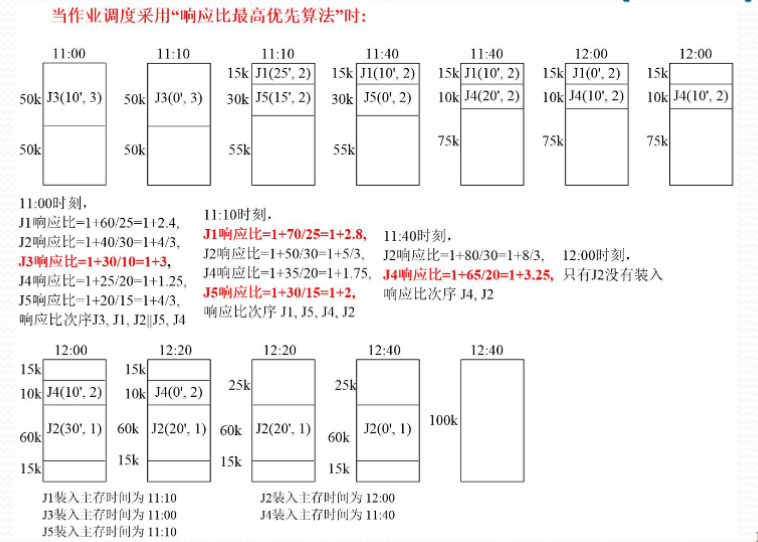 当作业调度采用“响应比最高优先算法”时:
11:00 11:10 11:10 11:40 11:40 12:00 12:00
50k J3(10', 3) 50k
50k J3(0', 3) 50k
15k J1(25', 2) 30k J5(15', 2) 55k
15k J1(10', 2) 30k J5(0', 2) 55k
15k J1(10', 2) 10k J4(20', 2) 75k
15k J1(0', 2) 10k J4(10', 2) 75k
15k 10k J4(10', 2) 75k
11:00时刻,
J1响应比=1+60/25=1+2.4,
J2响应比=1+40/30=1+4/3,
J3响应比=1+30/10=1+3,
J4响应比=1+25/20=1+1.25,
J5响应比=1+20/15=1+4/3,
响应比次序J3, J1, J2||J5, J4
11:10时刻,
J1响应比=1+70/25=1+2.8,
J2响应比=1+50/30=1+5/3,
J4响应比=1+35/20=1+1.75,
J5响应比=1+30/15=1+2,
响应比次序 J1, J5, J4, J2
11:40时刻,
J2响应比=1+80/30=1+8/3,
J4响应比=1+65/20=1+3.25,
响应比次序 J4, J2
12:00时刻,
只有J2没有装入
12:00 12:20 12:20 12:40 12:40
15k 10k J4(10', 2) 60k J2(30', 1) 15k
15k 10k J4(0', 2) 60k J2(20', 1) 15k
25k 60k J2(20', 1) 15k
25k 60k J2(0', 1) 15k
100k
J1装入主存时间为 11:10
J3装入主存时间为 11:00
J5装入主存时间为 11:10
J2装入主存时间为 12:00
J4装入主存时间为 11:40